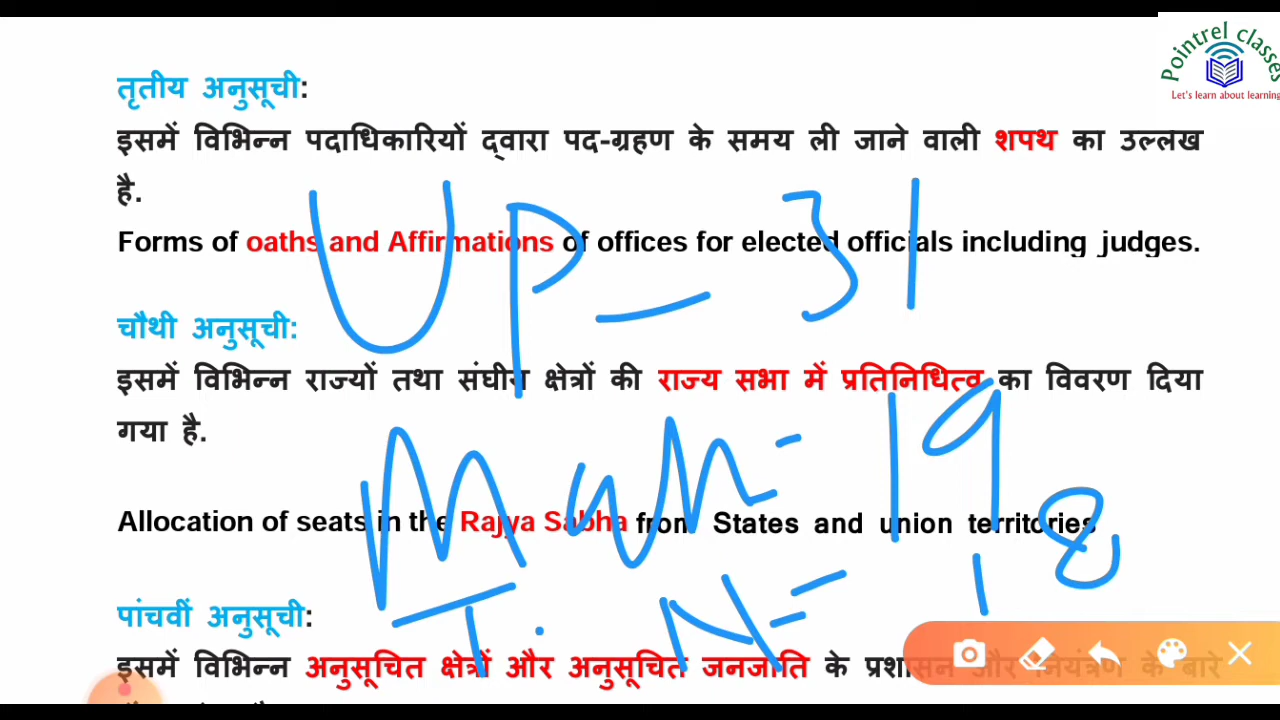 Pointrel classes
Let's learn about learning
तृतीय अनुसूची:
इसमें विभिन्न पदाधिकारियों द्वारा पद-ग्रहण के समय ली जाने वाली शपथ का उल्लख
है.
Forms of oaths and Affirmations of offices for elected officials including judges.
UP - 31
चौथी अनुसूची:
इसमें विभिन्न राज्यों तथा संघीय क्षेत्रों की राज्य सभा में प्रतिनिधित्व का विवरण दिया
गया है.
Mah = 19
Allocation of seats in the Rajya Sabha from States and union territories
T. N = 18
पांचवीं अनुसूची:
इसमें विभिन्न अनुसूचित क्षेत्रों और अनुसूचित जनजाति के प्रशासन और नियंत्रण के बारे